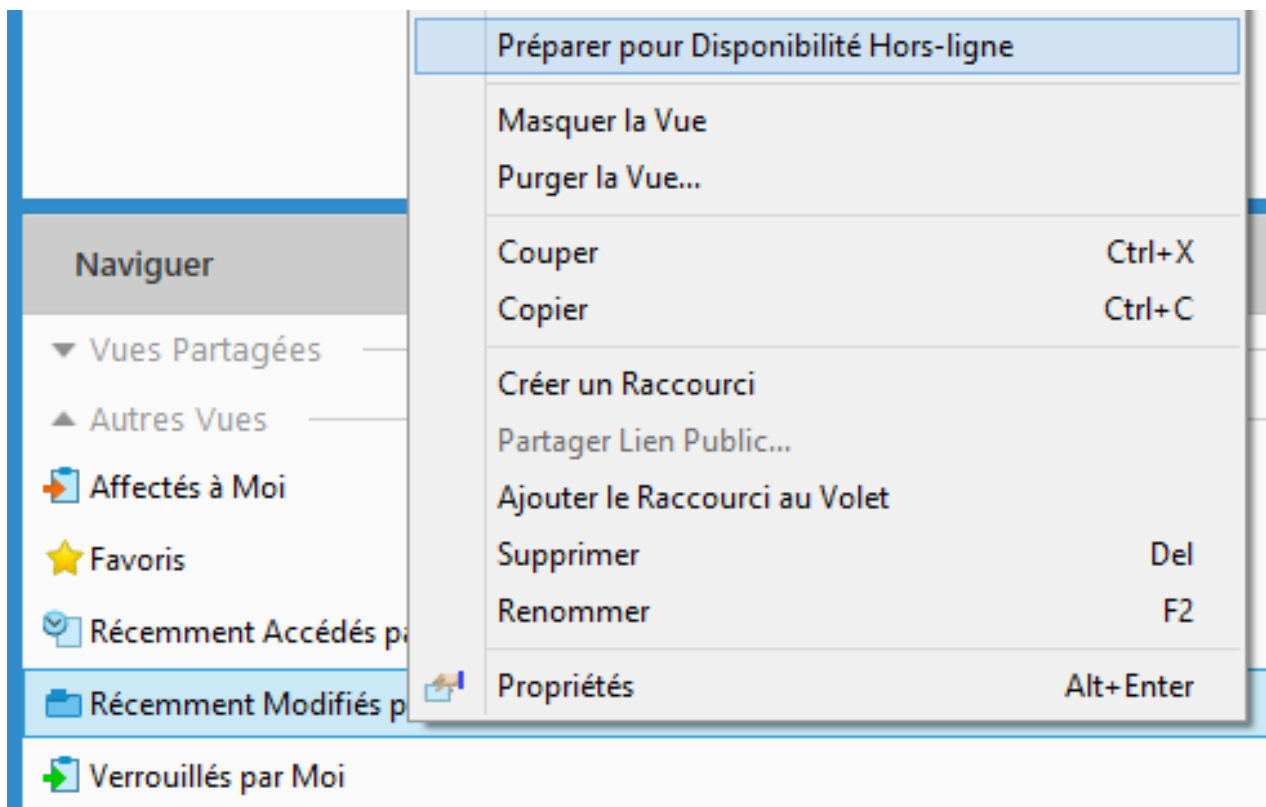 Préparer pour Disponibilité Hors-ligne
Masquer la Vue
Purger la Vue...
Couper Ctrl+X
Copier Ctrl+C
Créer un Raccourci
Partager Lien Public...
Ajouter le Raccourci au Volet
Supprimer Del
Renommer F2
Propriétés Alt+Enter
Naviguer
Vues Partagées
Autres Vues
Affectés à Moi
Favoris
Récemment Accédés
Récemment Modifiés
Verrouillés par Moi